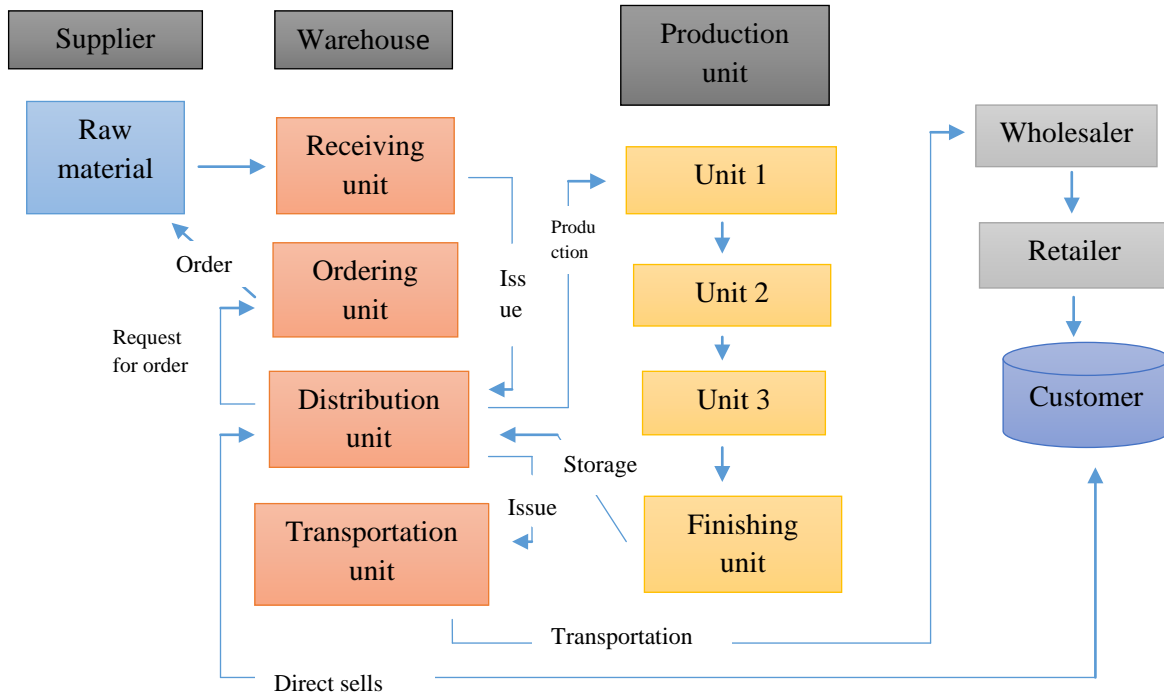 Supplier
Warehouse
Production
unit
Raw
material
Receiving
unit
Unit 1
Wholesaler
Produ
ction
Order
Ordering
unit
Iss
ue
Unit 2
Retailer
Request
for order
Distribution
unit
Unit 3
Customer
Storage
Issue
Transportation
unit
Finishing
unit
Transportation
Direct sells